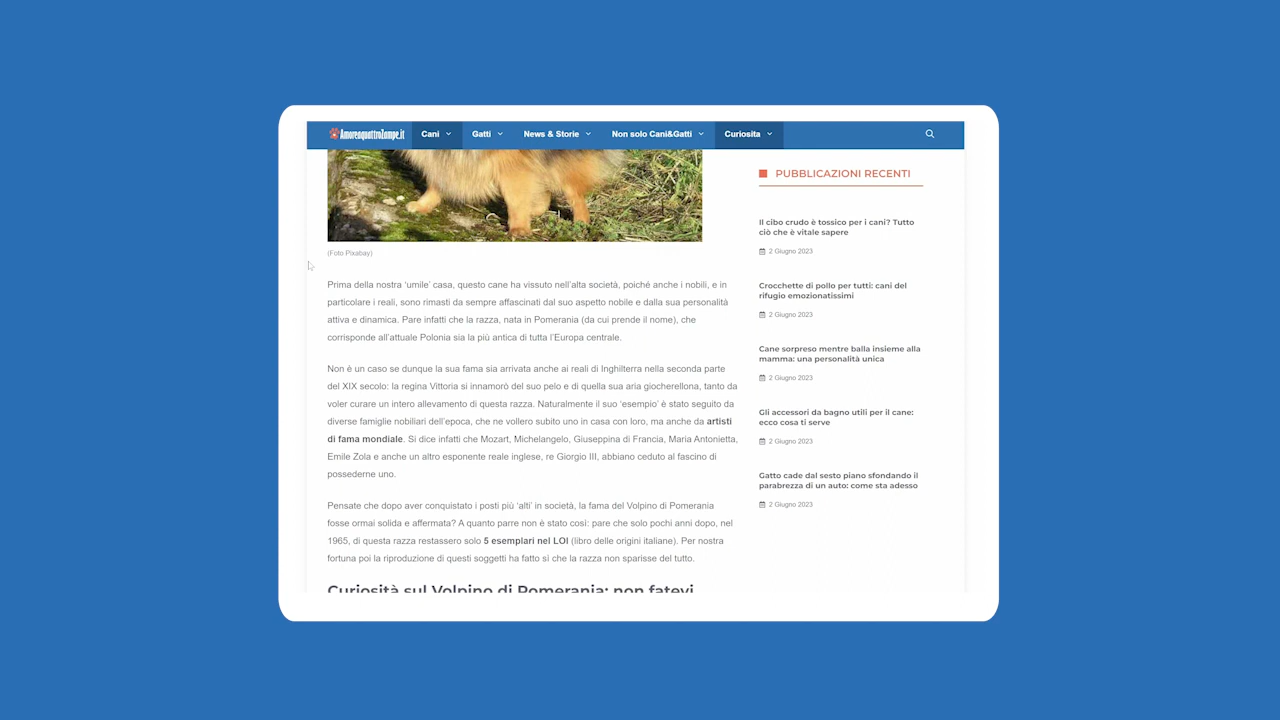 Amoreaquattrozampe.it Cani Gatti News & Storie Non solo Cani&Gatti Curiosita
(Foto Pixabay)
Prima della nostra ‘umile’ casa, questo cane ha vissuto nell’alta società, poiché anche i nobili, e in
particolare i reali, sono rimasti da sempre affascinati dal suo aspetto nobile e dalla sua personalità
attiva e dinamica. Pare infatti che la razza, nata in Pomerania (da cui prende il nome), che
corrisponde all’attuale Polonia sia la più antica di tutta l’Europa centrale.
Non è un caso se dunque la sua fama sia arrivata anche ai reali di Inghilterra nella seconda parte
del XIX secolo: la regina Vittoria si innamorò del suo pelo e di quella sua aria giocherellona, tanto da
voler curare un intero allevamento di questa razza. Naturalmente il suo ‘esempio’ è stato seguito da
diverse famiglie nobiliari dell’epoca, che ne vollero subito uno in casa con loro, ma anche da artisti
di fama mondiale. Si dice infatti che Mozart, Michelangelo, Giuseppina di Francia, Maria Antonietta,
Emile Zola e anche un altro esponente reale inglese, re Giorgio III, abbiano ceduto al fascino di
possederne uno.
Pensate che dopo aver conquistato i posti più ‘alti’ in società, la fama del Volpino di Pomerania
fosse ormai solida e affermata? A quanto parre non è stato così: pare che solo pochi anni dopo, nel
1965, di questa razza restassero solo 5 esemplari nel LOI (libro delle origini italiane). Per nostra
fortuna poi la riproduzione di questi soggetti ha fatto sì che la razza non sparisse del tutto.
Curiosità sul Volpino di Pomerania: non fatevi
PUBBLICAZIONI RECENTI
Il cibo crudo è tossico per i cani? Tutto
ciò che è vitale sapere
2 Giugno 2023
Crocchette di pollo per tutti: cani del
rifugio emozionatissimi
2 Giugno 2023
Cane sorpreso mentre balla insieme alla
mamma: una personalità unica
2 Giugno 2023
Gli accessori da bagno utili per il cane:
ecco cosa ti serve
2 Giugno 2023
Gatto cade dal sesto piano sfondando il
parabrezza di un auto: come sta adesso
2 Giugno 2023